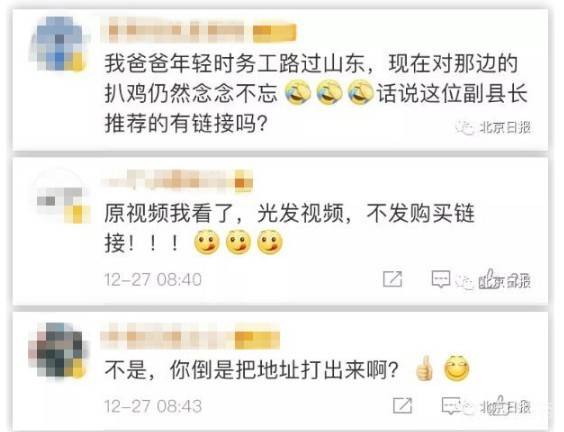 我爸爸年轻时务工路过山东，现在对那边的
扒鸡仍然念念不忘🤣🤣🤣话说这位副县长
推荐的有链接吗？
北京日报
原视频我看了，光发视频，不发购买链
接！！！😋😋😋
12-27 08:40
北京日报
不是，你倒是把地址打出来啊？👍😄
12-27 08:43
北京日报